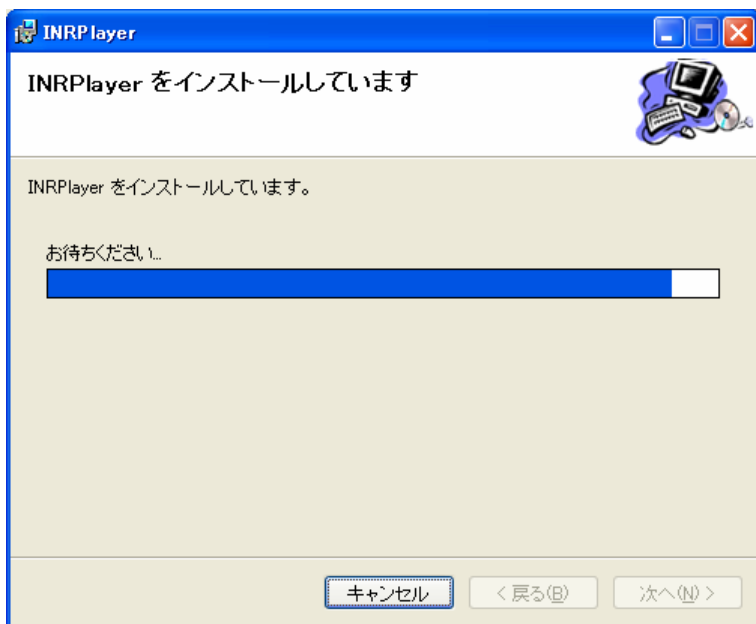 INRPlayer
INRPlayer をインストールしています
INRPlayer をインストールしています。
お待ちください...
キャンセル
< 戻る(B)
次へ(N) >